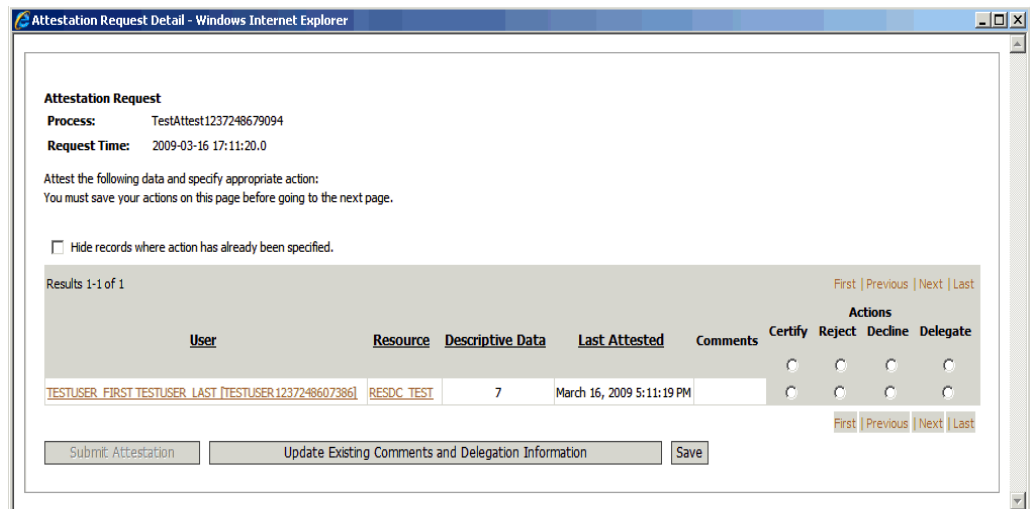 Attestation Request Detail - Windows Internet Explorer
Attestation Request
Process: TestAttest1237248679094
Request Time: 2009-03-16 17:11:20.0
Attest the following data and specify appropriate action:
You must save your actions on this page before going to the next page.
Hide records where action has already been specified.
Results 1-1 of 1 First | Previous | Next | Last
Actions
User Resource Descriptive Data Last Attested Comments Certify Reject Decline Delegate
TESTUSER_FIRST TESTUSER_LAST [TESTUSER1237248607386] RESDC_TEST 7 March 16, 2009 5:11:19 PM
First | Previous | Next | Last
Submit Attestation Update Existing Comments and Delegation Information Save